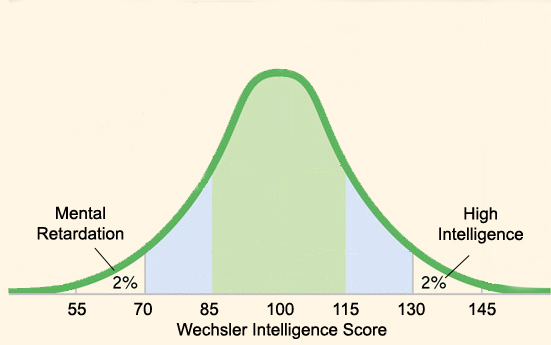 Mental
Retardation
High
Intelligence
2%
2%
55 70 85 100 115 130 145
Wechsler Intelligence Score